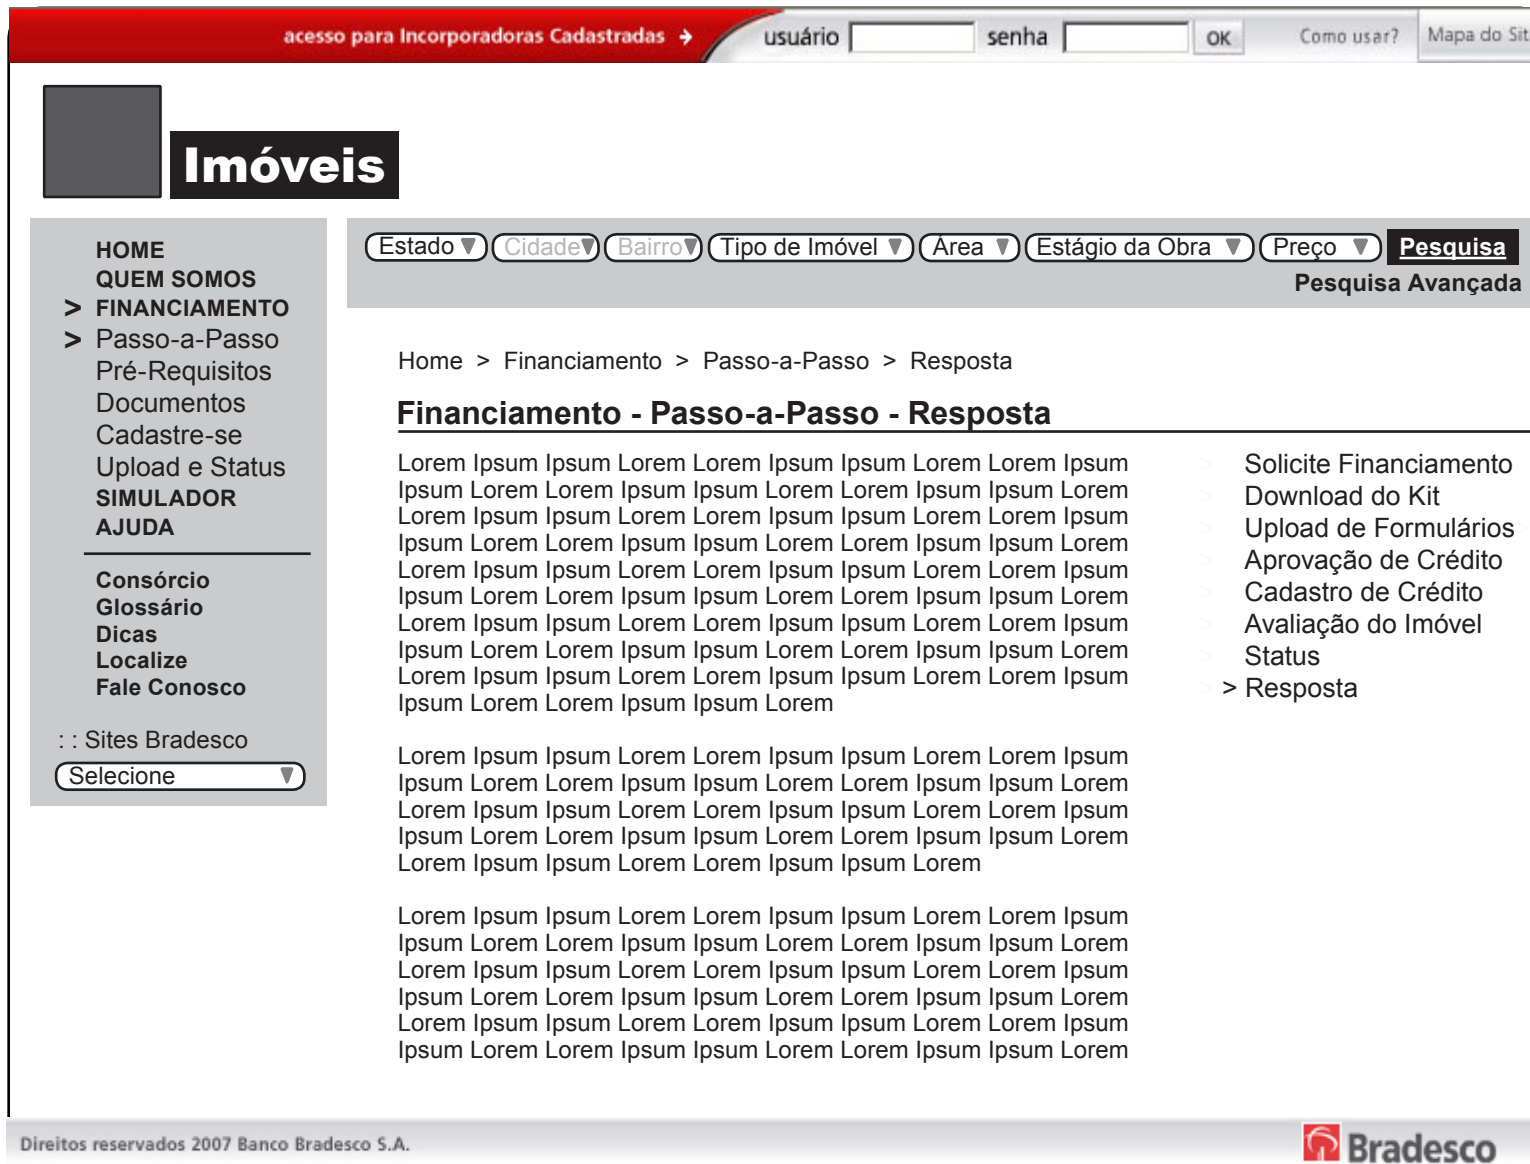 acesso para Incorporadoras Cadastradas → usuário senha OK Como usar? Mapa do Sit
Imóveis
HOME
QUEM SOMOS
> FINANCIAMENTO
> Passo-a-Passo
Pré-Requisitos
Documentos
Cadastre-se
Upload e Status
SIMULADOR
AJUDA
Consórcio
Glossário
Dicas
Localize
Fale Conosco
: : Sites Bradesco
Selecione
Estado Cidade Bairro Tipo de Imóvel Área Estágio da Obra Preço Pesquisa
Pesquisa Avançada
Home > Financiamento > Passo-a-Passo > Resposta
Financiamento - Passo-a-Passo - Resposta
Lorem Ipsum Ipsum Lorem Lorem Ipsum Ipsum Lorem Lorem Ipsum
Ipsum Lorem Lorem Ipsum Ipsum Lorem Lorem Ipsum Ipsum Lorem
Lorem Ipsum Ipsum Lorem Lorem Ipsum Ipsum Lorem Lorem Ipsum
Ipsum Lorem Lorem Ipsum Ipsum Lorem Lorem Ipsum Ipsum Lorem
Lorem Ipsum Ipsum Lorem Lorem Ipsum Ipsum Lorem Lorem Ipsum
Ipsum Lorem Lorem Ipsum Ipsum Lorem Lorem Ipsum Ipsum Lorem
Lorem Ipsum Ipsum Lorem Lorem Ipsum Ipsum Lorem Lorem Ipsum
Ipsum Lorem Lorem Ipsum Ipsum Lorem Lorem Ipsum Ipsum Lorem
Lorem Ipsum Ipsum Lorem Lorem Ipsum Ipsum Lorem Lorem Ipsum
Ipsum Lorem Lorem Ipsum Ipsum Lorem
Lorem Ipsum Ipsum Lorem Lorem Ipsum Ipsum Lorem Lorem Ipsum
Ipsum Lorem Lorem Ipsum Ipsum Lorem Lorem Ipsum Ipsum Lorem
Lorem Ipsum Ipsum Lorem Lorem Ipsum Ipsum Lorem Lorem Ipsum
Ipsum Lorem Lorem Ipsum Ipsum Lorem Lorem Ipsum Ipsum Lorem
Lorem Ipsum Ipsum Lorem Lorem Ipsum Ipsum Lorem
Lorem Ipsum Ipsum Lorem Lorem Ipsum Ipsum Lorem Lorem Ipsum
Ipsum Lorem Lorem Ipsum Ipsum Lorem Lorem Ipsum Ipsum Lorem
Lorem Ipsum Ipsum Lorem Lorem Ipsum Ipsum Lorem Lorem Ipsum
Ipsum Lorem Lorem Ipsum Ipsum Lorem Lorem Ipsum Ipsum Lorem
Lorem Ipsum Ipsum Lorem Lorem Ipsum Ipsum Lorem Lorem Ipsum
Ipsum Lorem Lorem Ipsum Ipsum Lorem Lorem Ipsum Ipsum Lorem
> Solicite Financiamento
> Download do Kit
> Upload de Formulários
> Aprovação de Crédito
> Cadastro de Crédito
> Avaliação do Imóvel
> Status
> > Resposta
Direitos reservados 2007 Banco Bradesco S.A.
Bradesco